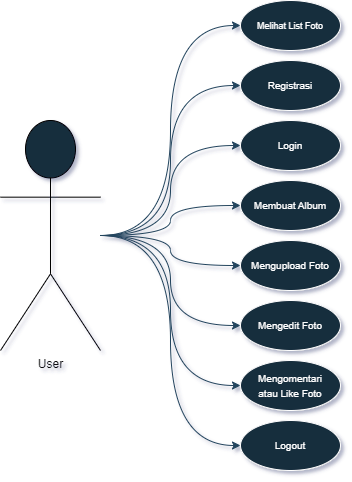 Melihat List Foto
Registrasi
Login
Membuat Album
Mengupload Foto
Mengedit Foto
Mengomentari
atau Like Foto
Logout
User